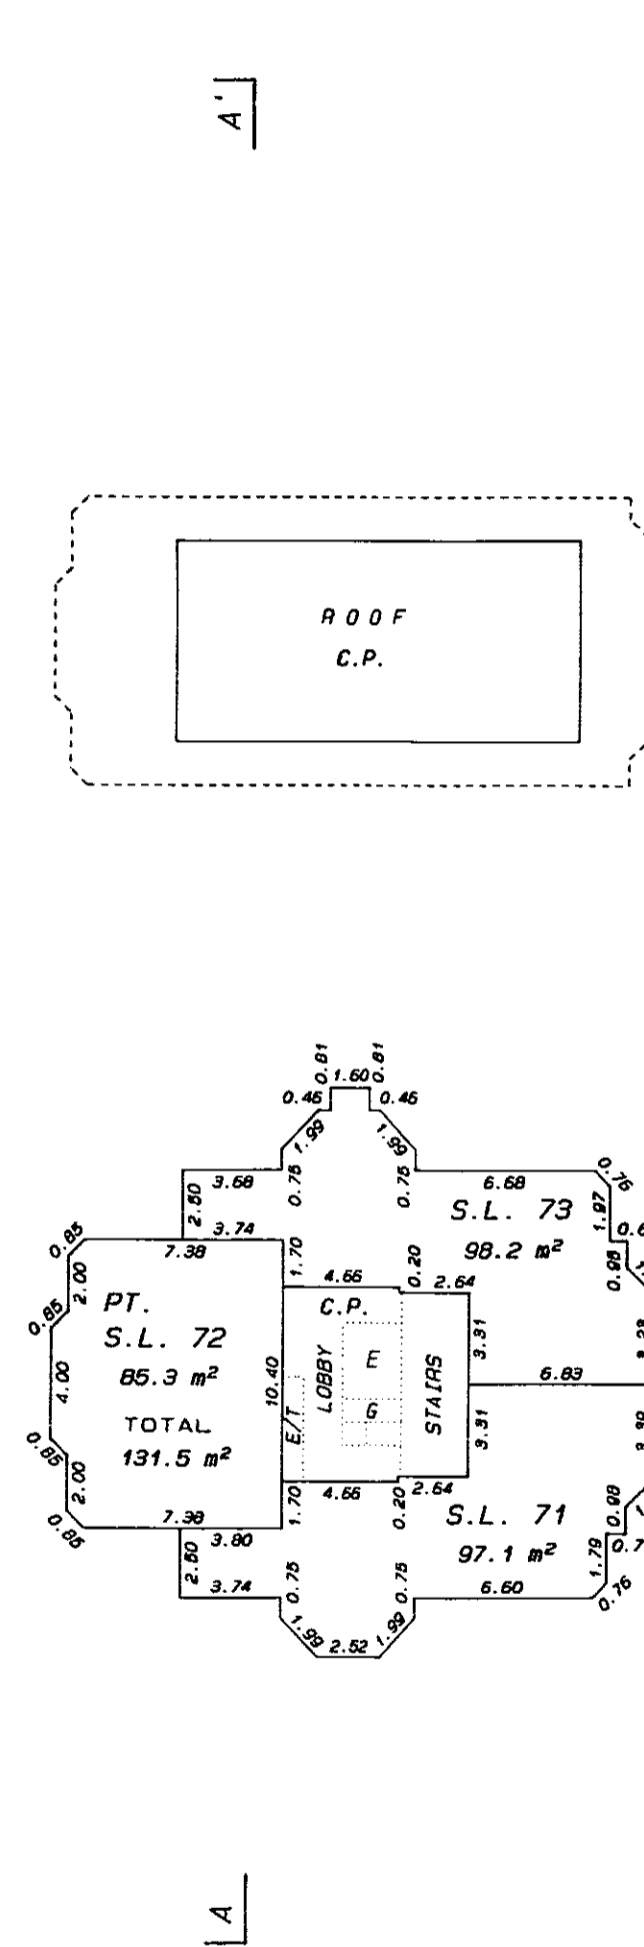 A'
ROOF
C.P.
0.81
1.60
0.81
0.46
0.46
1.99
1.99
3.68
0.75
0.75
6.68
0.76
2.50
3.74
S.L. 73
1.97
0.85
7.38
1.70
98.2 m²
0.98
2.00
4.66
0.20
2.64
PT.
C.P.
0.85
S.L. 72
3.31
85.3 m²
LOBBY
E
STAIRS
6.83
4.00
10.40
TOTAL
E/T
G
3.31
131.5 m²
0.85
2.00
4.66
0.20
2.64
7.38
1.70
S.L. 71
0.98
0.85
3.80
97.1 m²
2.50
3.74
0.75
0.75
6.60
1.79
0.76
1.99
2.52
1.99
A